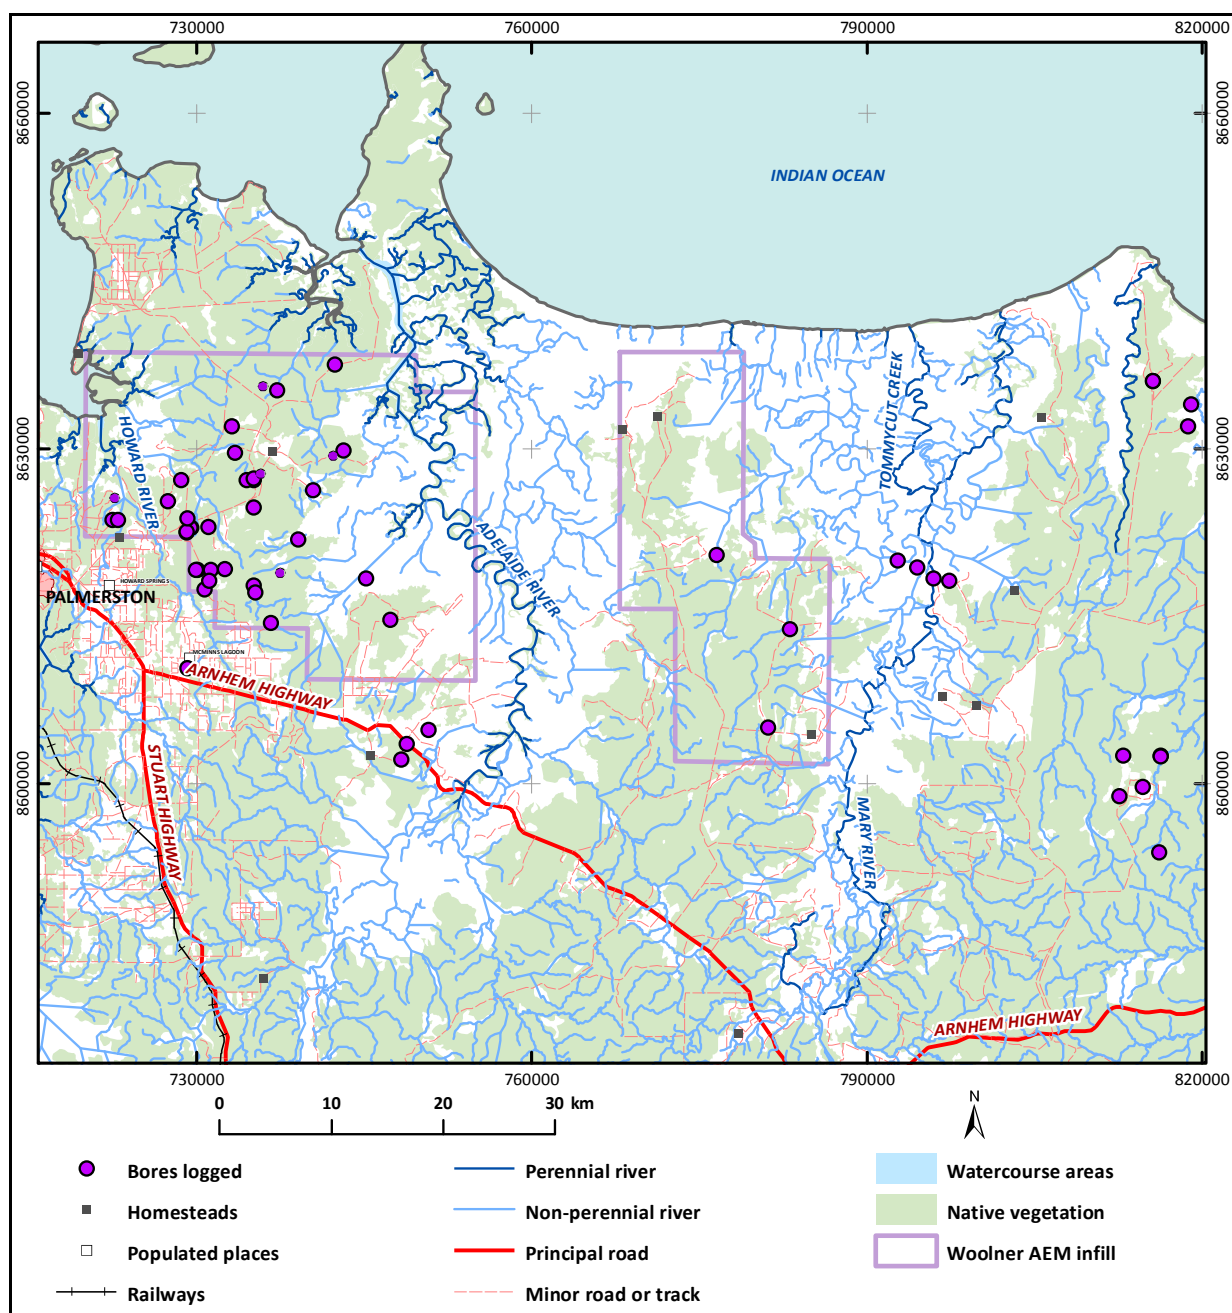 730000
760000
790000
820000
8660000
8660000
INDIAN OCEAN
TOMMYCUT CREEK
HOWARD RIVER
8630000
8630000
ADELAIDE RIVER
HOWARD SPRINGS
PALMERSTON
MCMINNS LAGOON
ARNHEM HIGHWAY
STUART HIGHWAY
MARY RIVER
8600000
8600000
ARNHEM HIGHWAY
730000
760000
790000
820000
0
10
20
30 km
N
Bores logged
Perennial river
Watercourse areas
Homesteads
Non-perennial river
Native vegetation
Populated places
Principal road
Woolner AEM infill
Railways
Minor road or track